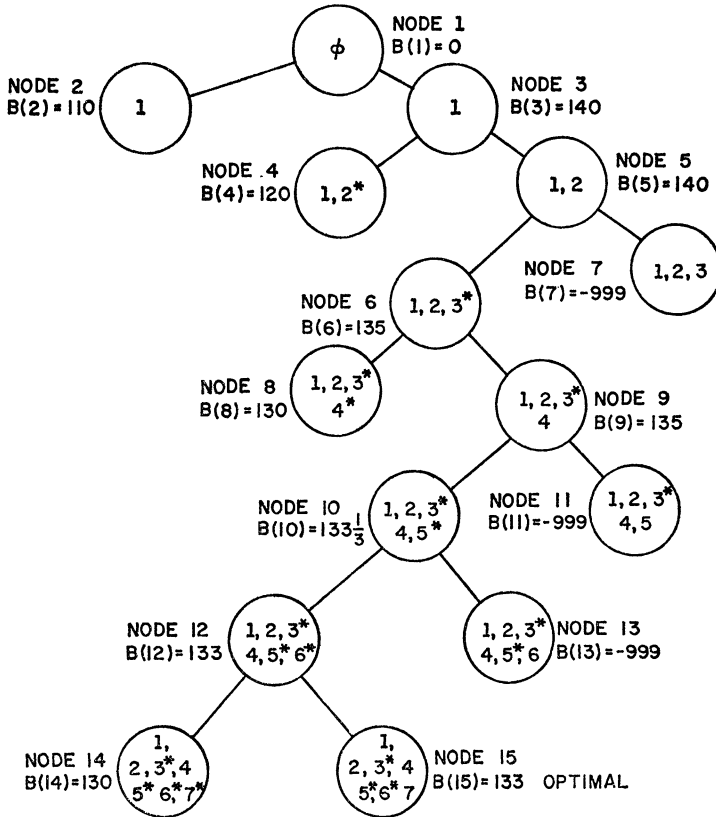 NODE 1
B(1)=0
ϕ
NODE 2
B(2)=110
1
NODE 3
B(3)=140
1
NODE 4
B(4)=120
1, 2*
NODE 5
B(5)=140
1, 2
NODE 7
B(7)=-999
1, 2, 3
NODE 6
B(6)=135
1, 2, 3*
NODE 8
B(8)=130
1, 2, 3*
4*
NODE 9
B(9)=135
1, 2, 3*
4
NODE 10
B(10)=133⅓
1, 2, 3*
4, 5*
NODE 11
B(11)=-999
1, 2, 3*
4, 5
NODE 12
B(12)=133
1, 2, 3*
4, 5,* 6*
NODE 13
B(13)=-999
1, 2, 3*
4, 5,* 6
NODE 14
B(14)=130
1,
2, 3,* 4
5* 6,* 7*
NODE 15
B(15)=133 OPTIMAL
1,
2, 3,* 4
5,* 6* 7